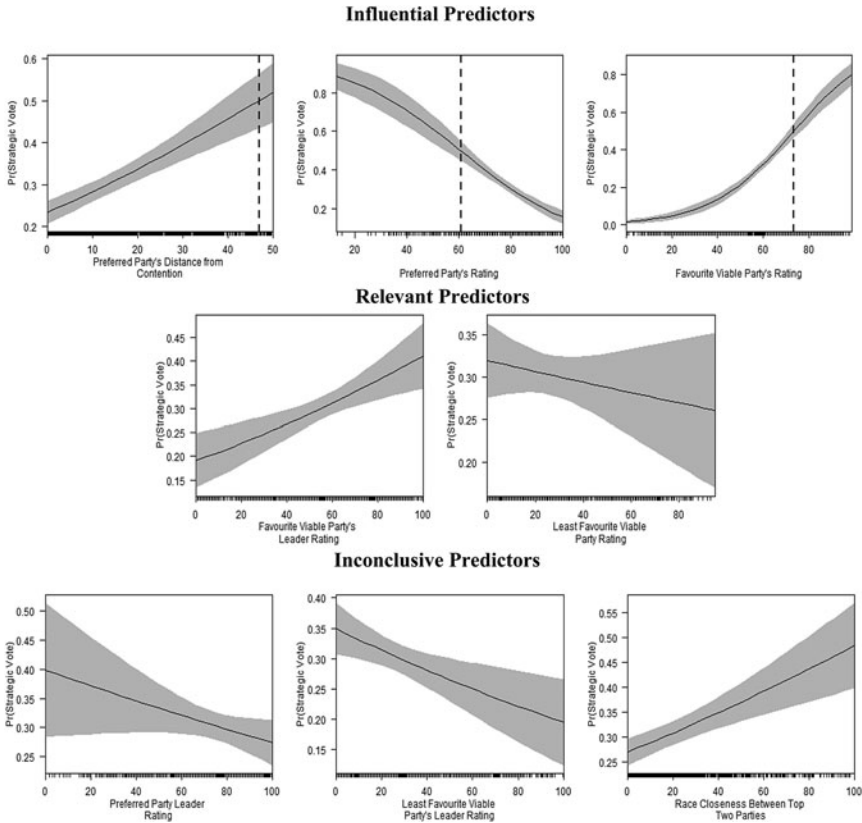 Influential Predictors
Pr(Strategic Vote)
0.6
0.5
0.4
0.3
0.2
0 10 20 30 40 50
Preferred Party's Distance from
Contention
Pr(Strategic Vote)
0.8
0.6
0.4
0.2
20 40 60 80 100
Preferred Party's Rating
Pr(Strategic Vote)
0.8
0.6
0.4
0.2
0.0
0 20 40 60 80
Favourite Viable Party's Rating
Relevant Predictors
Pr(Strategic Vote)
0.45
0.40
0.35
0.30
0.25
0.20
0.15
0 20 40 60 80 100
Favourite Viable Party's
Leader Rating
Pr(Strategic Vote)
0.35
0.30
0.25
0.20
0 20 40 60 80
Least Favourite Viable
Party Rating
Inconclusive Predictors
Pr(Strategic Vote)
0.50
0.45
0.40
0.35
0.30
0.25
0 20 40 60 80 100
Preferred Party Leader
Rating
Pr(Strategic Vote)
0.40
0.35
0.30
0.25
0.20
0.15
0 20 40 60 80 100
Least Favourite Viable
Party's Leader Rating
Pr(Strategic Vote)
0.55
0.50
0.45
0.40
0.35
0.30
0.25
0 20 40 60 80 100
Race Closeness Between Top
Two Parties